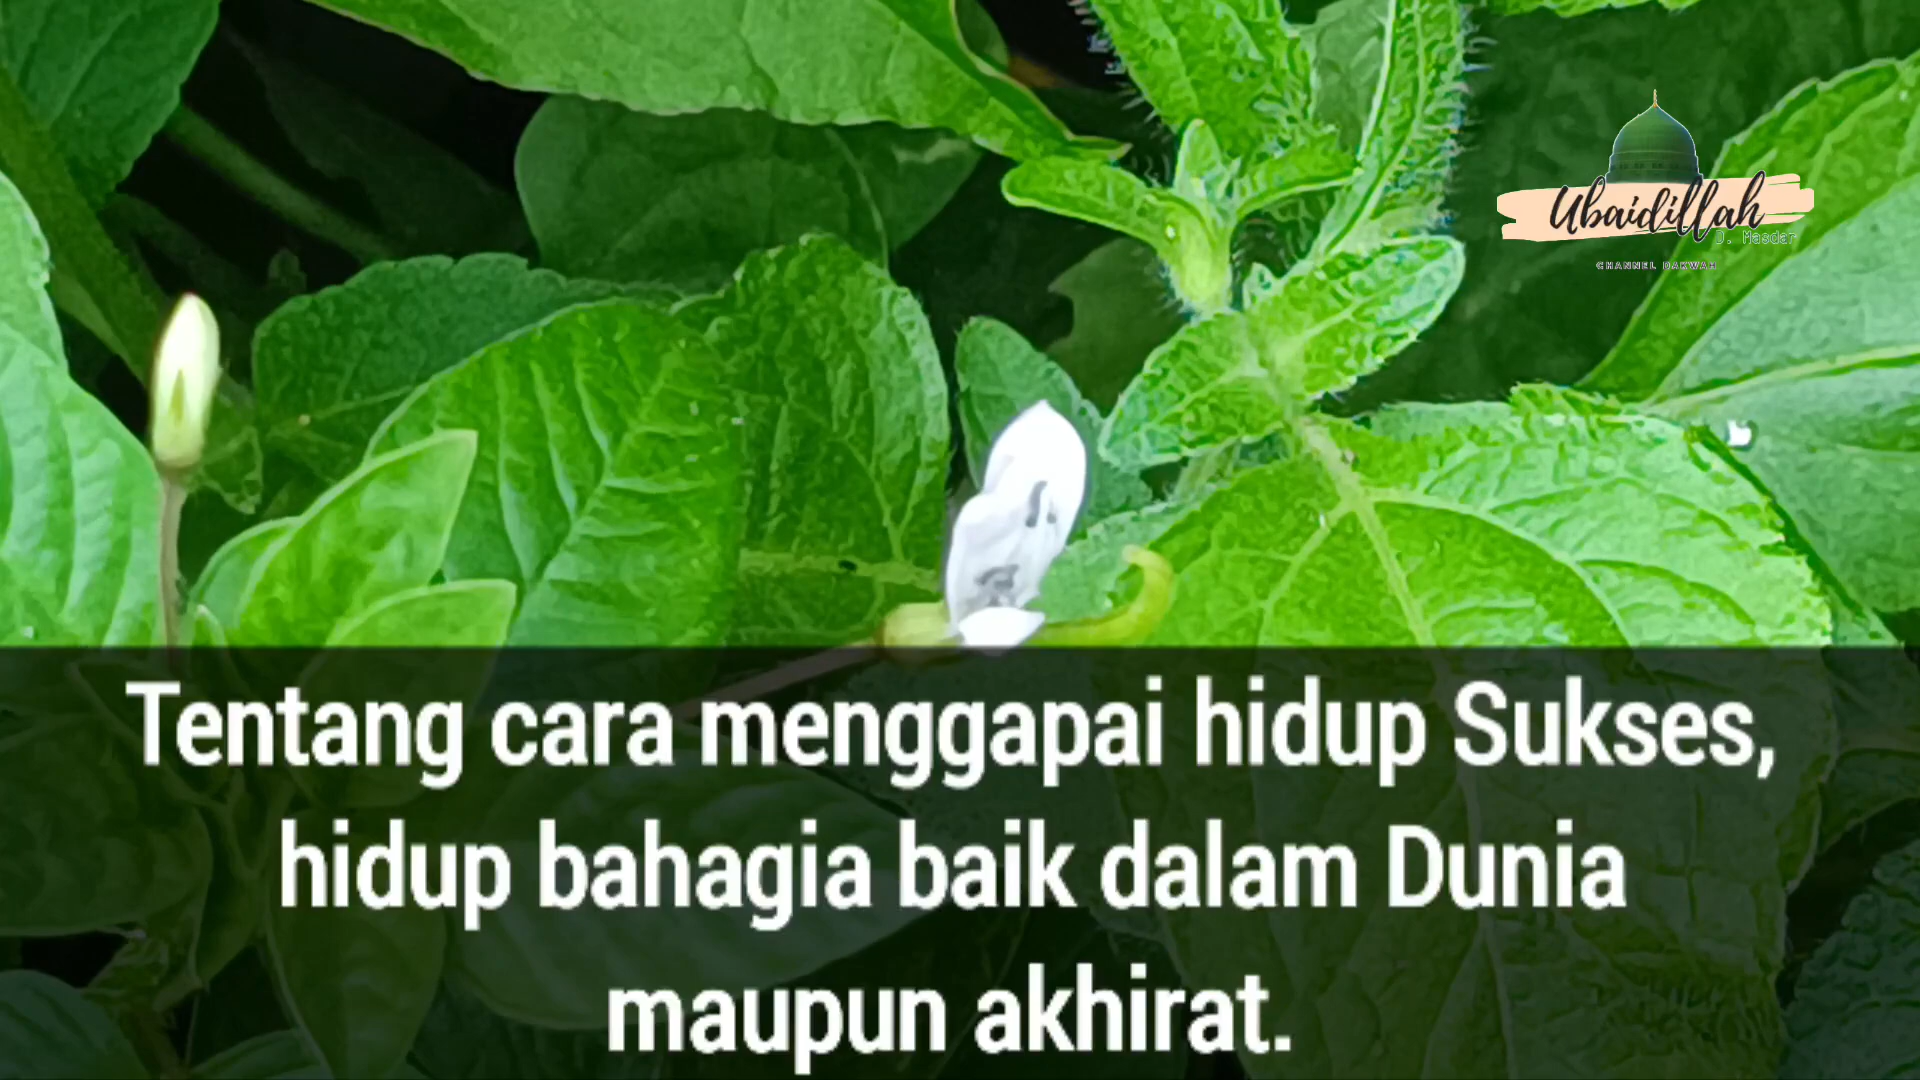 Ubaidillah
D. Masdar
CHANNEL DAKWAH
Tentang cara menggapai hidup Sukses,
hidup bahagia baik dalam Dunia
maupun akhirat.